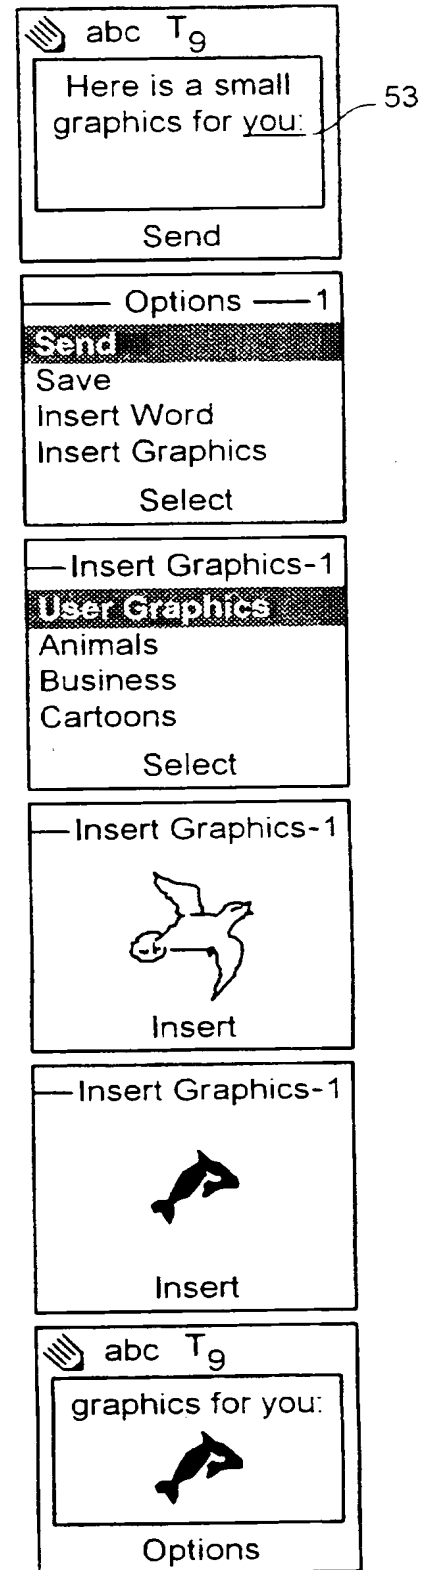 abc T9
Here is a small
graphics for you:
53
Send
Options 1
Send
Save
Insert Word
Insert Graphics
Select
Insert Graphics-1
User Graphics
Animals
Business
Cartoons
Select
Insert Graphics-1
Insert
Insert Graphics-1
Insert
abc T9
graphics for you:
Options